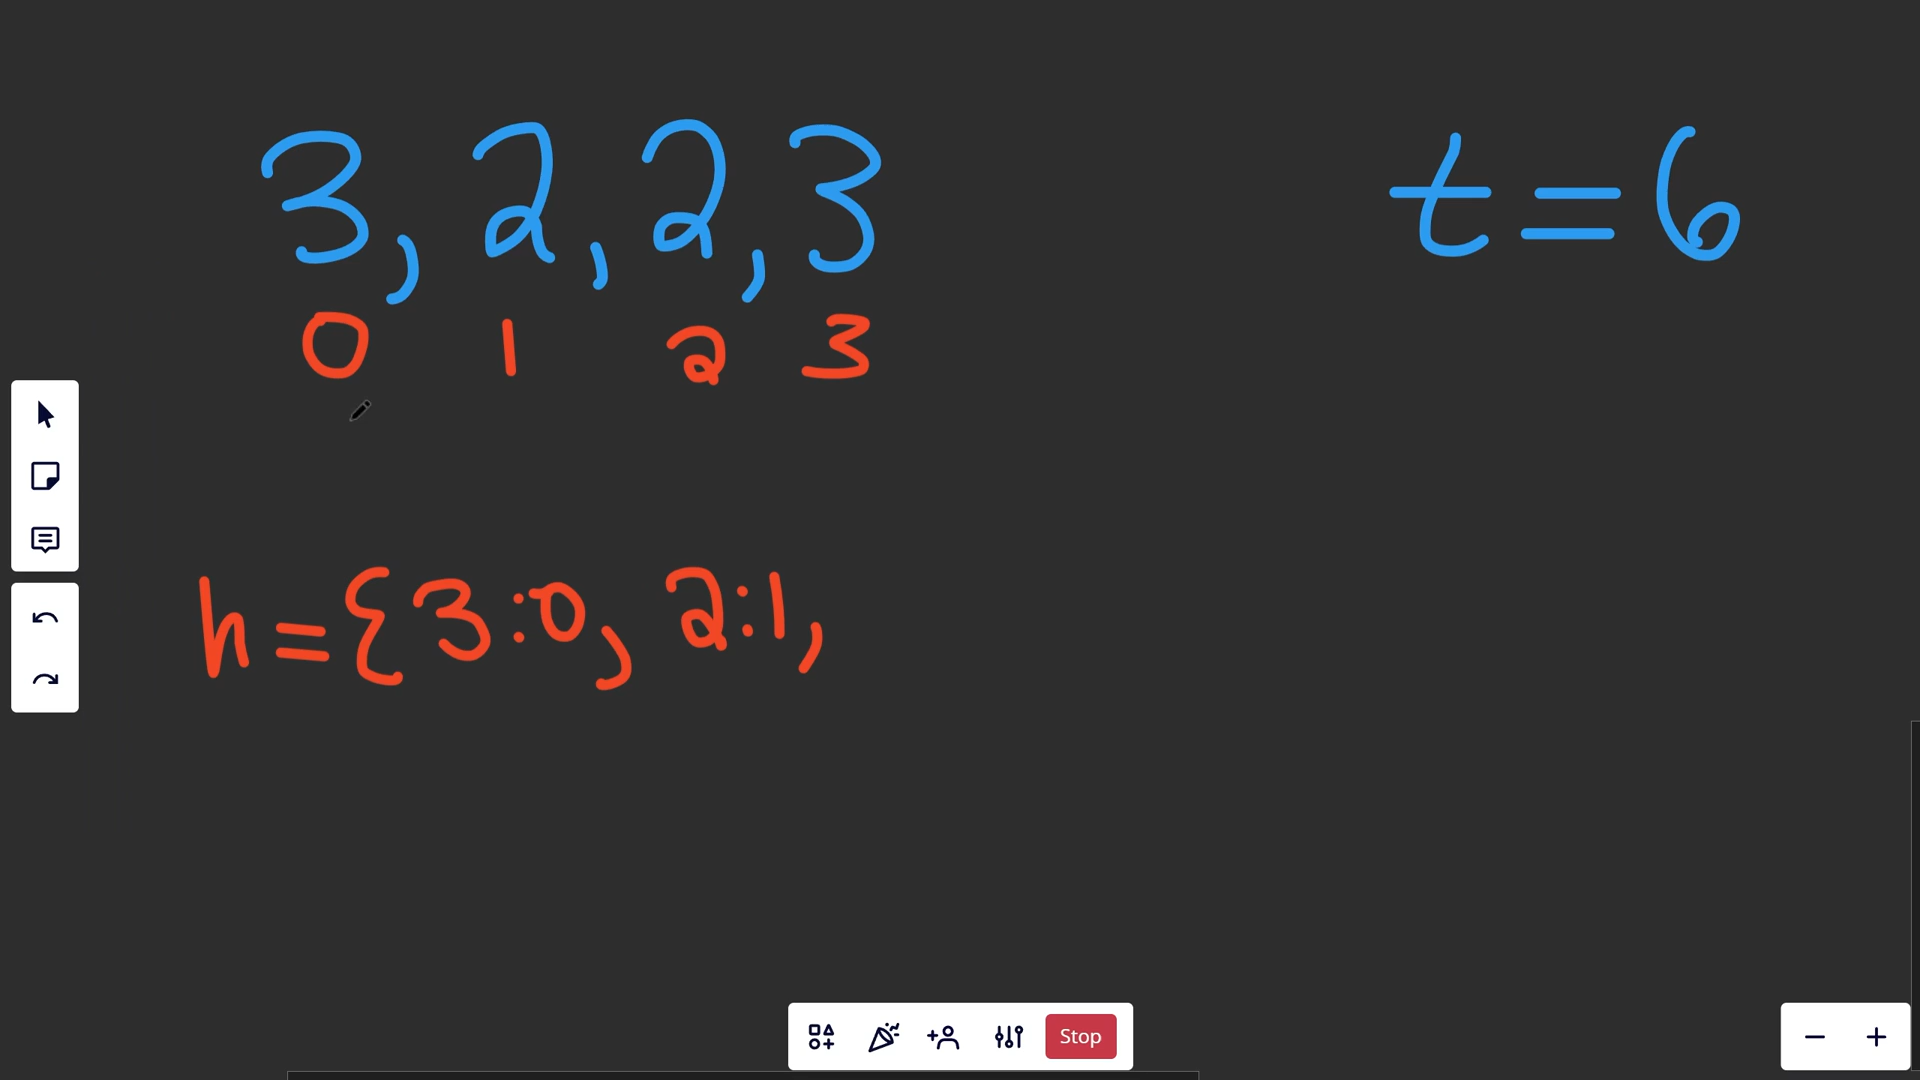 3, 2, 2, 3 t=6
0 1 2 3
h={3:0, 2:1,
Stop